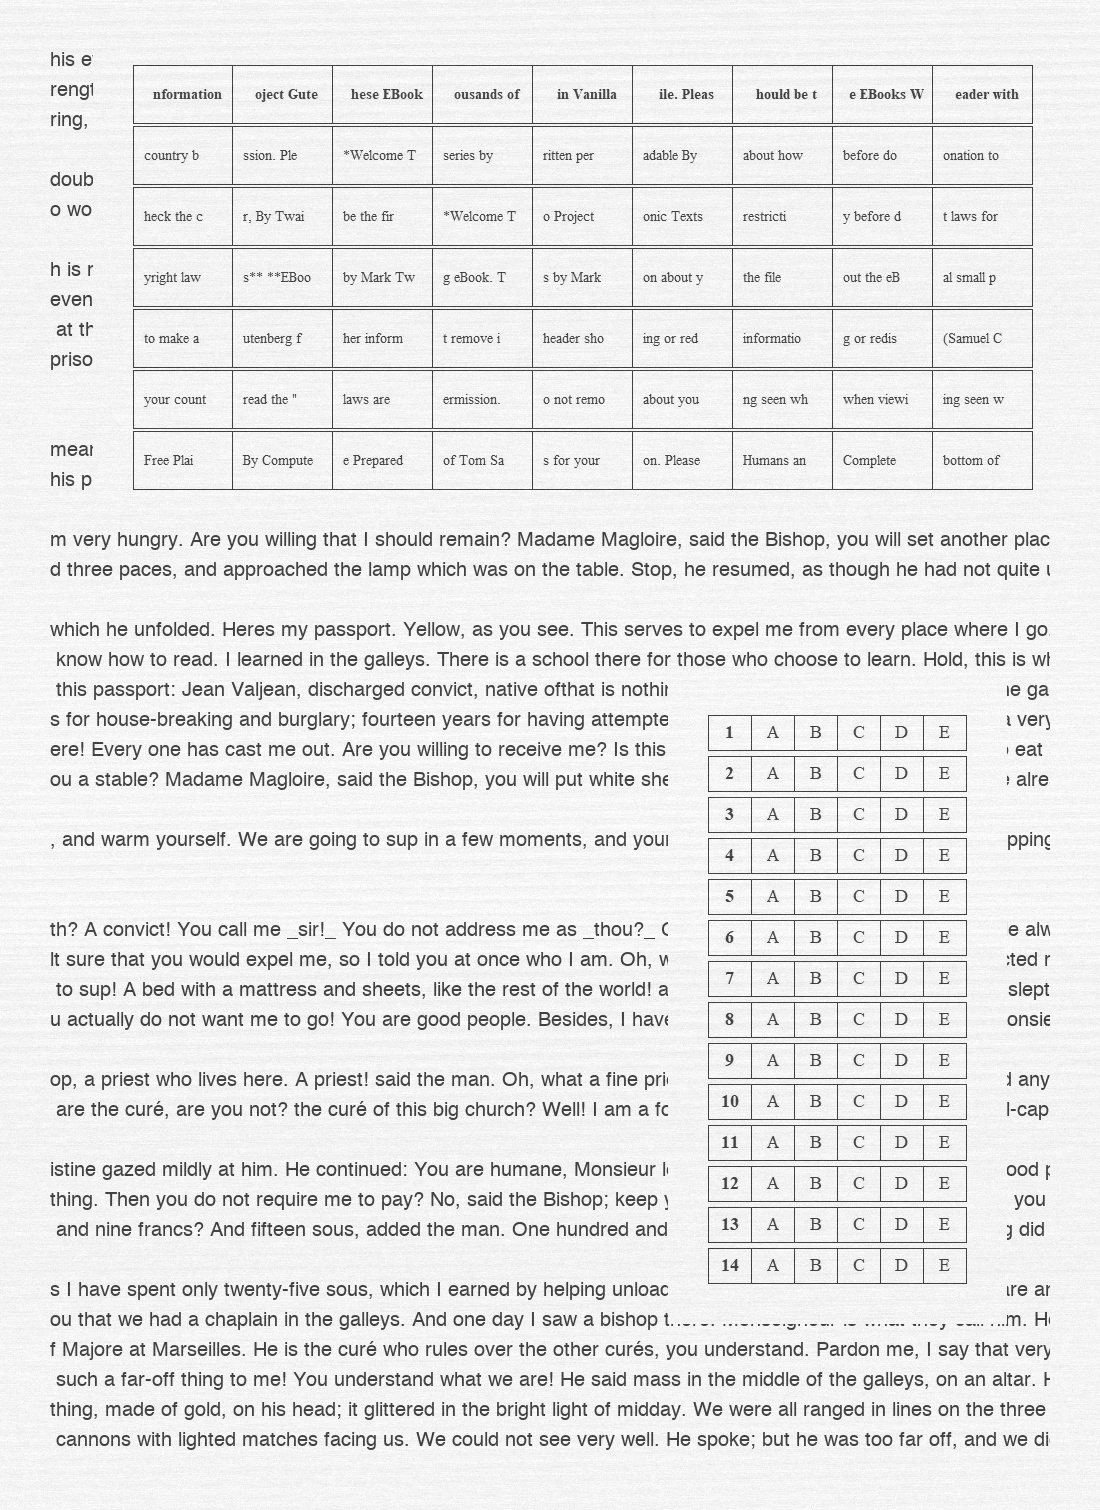 his e
rengt
ring,
doub
o wo
h is r
even
at th
priso
mear
his p
nformation oject Gute hese EBook ousands of in Vanilla ile. Pleas hould be t e EBooks W eader with
country b ssion. Ple *Welcome T series by ritten per adable By about how before do onation to
heck the c r, By Twai be the fir *Welcome T o Project onic Texts restricti y before d t laws for
yright law s** **EBoo by Mark Tw g eBook. T s by Mark on about y the file out the eB al small p
to make a utenberg f her inform t remove i header sho ing or red informatio g or redis (Samuel C
your count read the " laws are ermission. o not remo about you ng seen wh when viewi ing seen w
Free Plai By Compute e Prepared of Tom Sa s for your on. Please Humans an Complete bottom of
m very hungry. Are you willing that I should remain? Madame Magloire, said the Bishop, you will set another plac
d three paces, and approached the lamp which was on the table. Stop, he resumed, as though he had not quite
which he unfolded. Heres my passport. Yellow, as you see. This serves to expel me from every place where I go.
know how to read. I learned in the galleys. There is a school there for those who choose to learn. Hold, this is wh
this passport: Jean Valjean, discharged convict, native ofthat is nothin e ga
s for house-breaking and burglary; fourteen years for having attempte very
ere! Every one has cast me out. Are you willing to receive me? Is this eat
ou a stable? Madame Magloire, said the Bishop, you will put white she alre
, and warm yourself. We are going to sup in a few moments, and your pping
th? A convict! You call me _sir!_ You do not address me as _thou?_ e alw
lt sure that you would expel me, so I told you at once who I am. Oh, w cted
to sup! A bed with a mattress and sheets, like the rest of the world! a slept
u actually do not want me to go! You are good people. Besides, I have onsie
op, a priest who lives here. A priest! said the man. Oh, what a fine prie any
are the curé, are you not? the curé of this big church? Well! I am a fo l-cap
istine gazed mildly at him. He continued: You are humane, Monsieur l ood p
thing. Then you do not require me to pay? No, said the Bishop; keep y you
and nine francs? And fifteen sous, added the man. One hundred and g did
s I have spent only twenty-five sous, which I earned by helping unload are ar
ou that we had a chaplain in the galleys. And one day I saw a bishop there. Monseigneur is what they call him. He
f Majore at Marseilles. He is the curé who rules over the other curés, you understand. Pardon me, I say that very
such a far-off thing to me! You understand what we are! He said mass in the middle of the galleys, on an altar. H
thing, made of gold, on his head; it glittered in the bright light of midday. We were all ranged in lines on the three
cannons with lighted matches facing us. We could not see very well. He spoke; but he was too far off, and we di
1 A B C D E
2 A B C D E
3 A B C D E
4 A B C D E
5 A B C D E
6 A B C D E
7 A B C D E
8 A B C D E
9 A B C D E
10 A B C D E
11 A B C D E
12 A B C D E
13 A B C D E
14 A B C D E